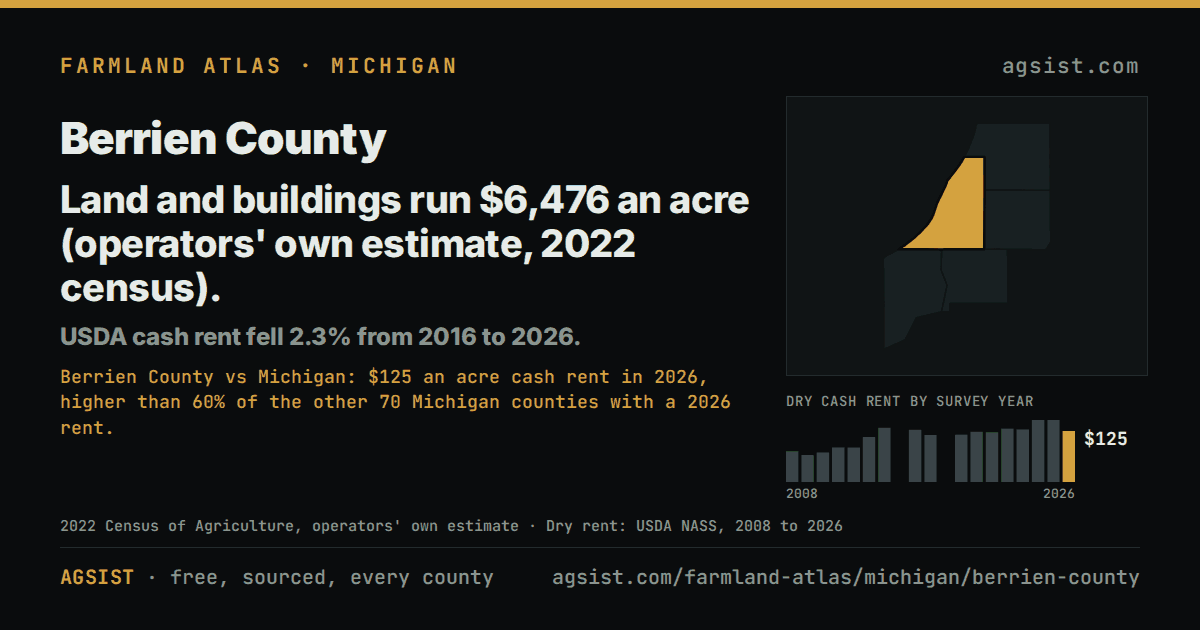 FARMLAND ATLAS · MICHIGAN
agsist.com
Berrien County
Land and buildings run $6,476 an acre
(operators' own estimate, 2022
census).
USDA cash rent fell 2.3% from 2016 to 2026.
Berrien County vs Michigan: $125 an acre cash rent in 2026,
higher than 60% of the other 70 Michigan counties with a 2026
rent.
DRY CASH RENT BY SURVEY YEAR
$125
2008
2026
2022 Census of Agriculture, operators' own estimate · Dry rent: USDA NASS, 2008 to 2026
AGSIST · free, sourced, every county
agsist.com/farmland-atlas/michigan/berrien-county